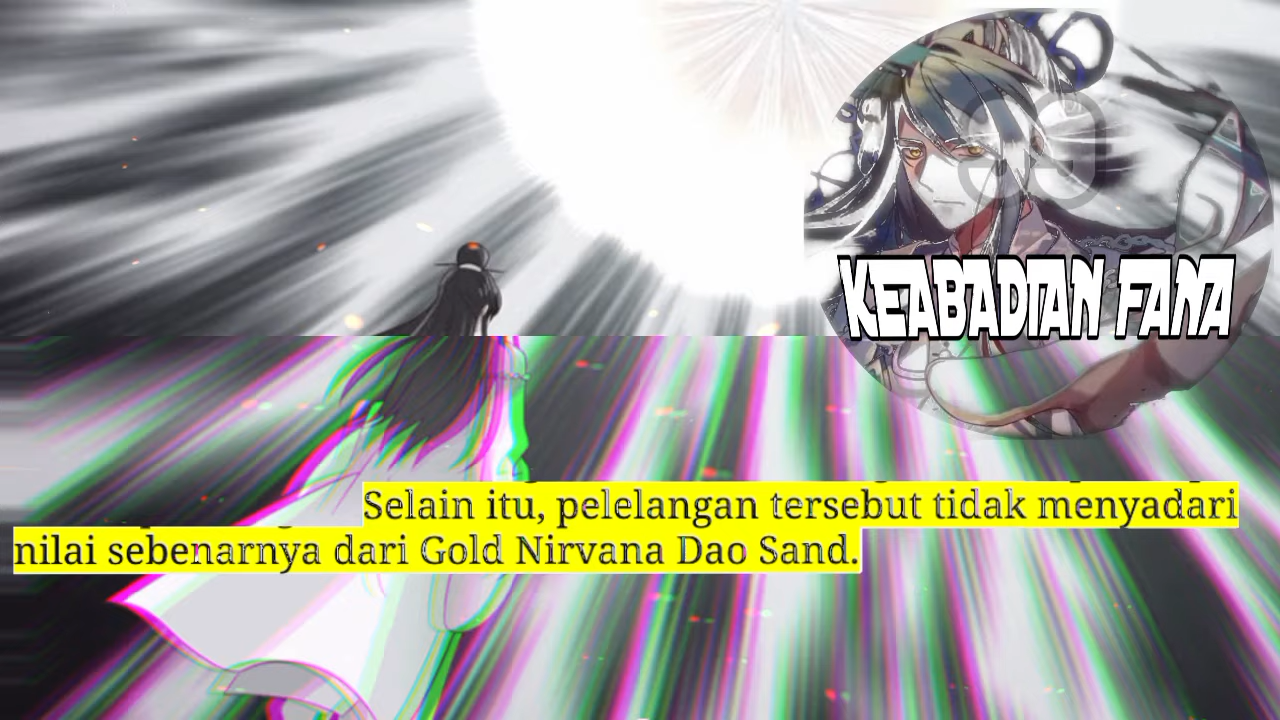 KEABADIAN FANA
Selain itu, pelelangan tersebut tidak menyadari
nilai sebenarnya dari Gold Nirvana Dao Sand.